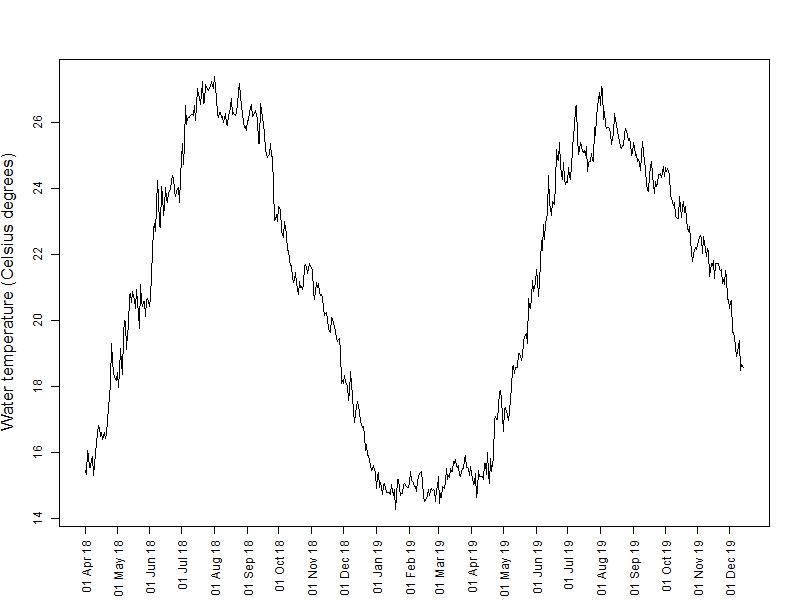 Water temperature (Celsius degrees)
26
24
22
20
18
16
14
01 Apr 18
01 May 18
01 Jun 18
01 Jul 18
01 Aug 18
01 Sep 18
01 Oct 18
01 Nov 18
01 Dec 18
01 Jan 19
01 Feb 19
01 Mar 19
01 Apr 19
01 May 19
01 Jun 19
01 Jul 19
01 Aug 19
01 Sep 19
01 Oct 19
01 Nov 19
01 Dec 19